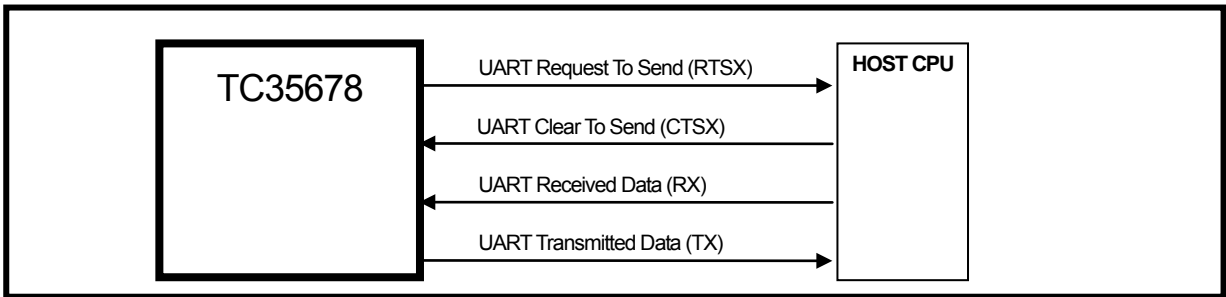 TC35678
UART Request To Send (RTSX)
HOST CPU
UART Clear To Send (CTSX)
UART Received Data (RX)
UART Transmitted Data (TX)